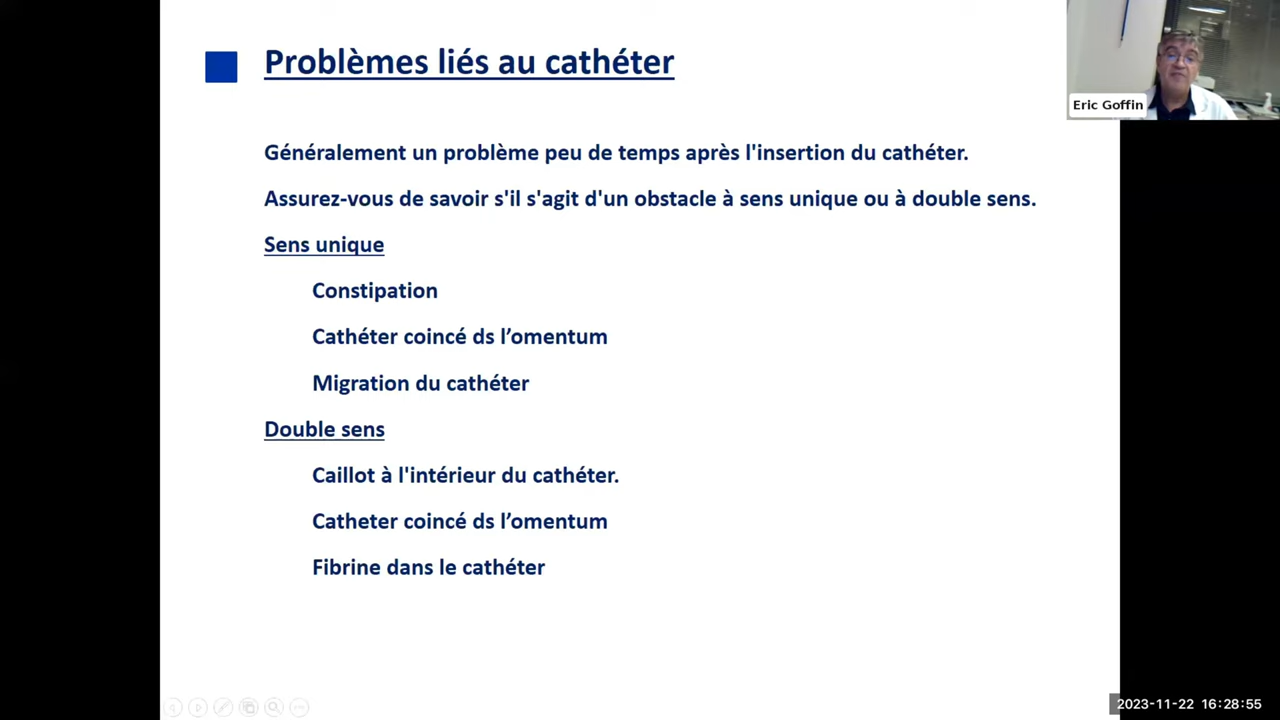 Problèmes liés au cathéter
Eric Goffin
Généralement un problème peu de temps après l'insertion du cathéter.
Assurez-vous de savoir s'il s'agit d'un obstacle à sens unique ou à double sens.
Sens unique
Constipation
Cathéter coincé ds l’omentum
Migration du cathéter
Double sens
Caillot à l'intérieur du cathéter.
Catheter coincé ds l’omentum
Fibrine dans le cathéter
2023-11-22 16:28:55